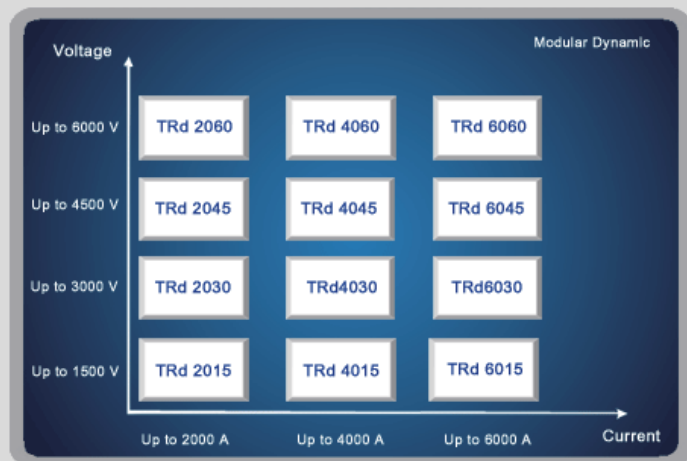 Modular Dynamic
Voltage
Up to 6000 V TRd 2060 TRd 4060 TRd 6060
Up to 4500 V TRd 2045 TRd 4045 TRd 6045
Up to 3000 V TRd 2030 TRd4030 TRd6030
Up to 1500 V TRd 2015 TRd 4015 TRd 6015
Up to 2000 A Up to 4000 A Up to 6000 A Current